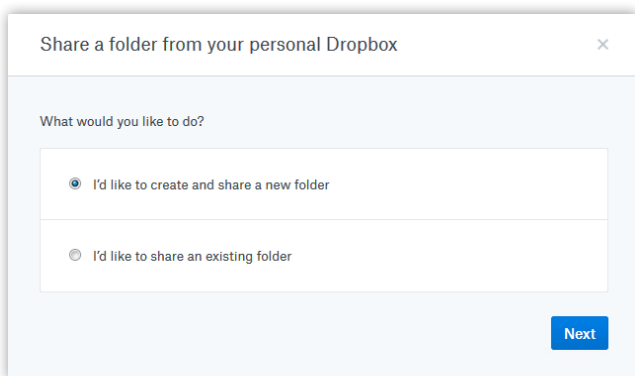 Share a folder from your personal Dropbox
What would you like to do?
I'd like to create and share a new folder
I'd like to share an existing folder
Next